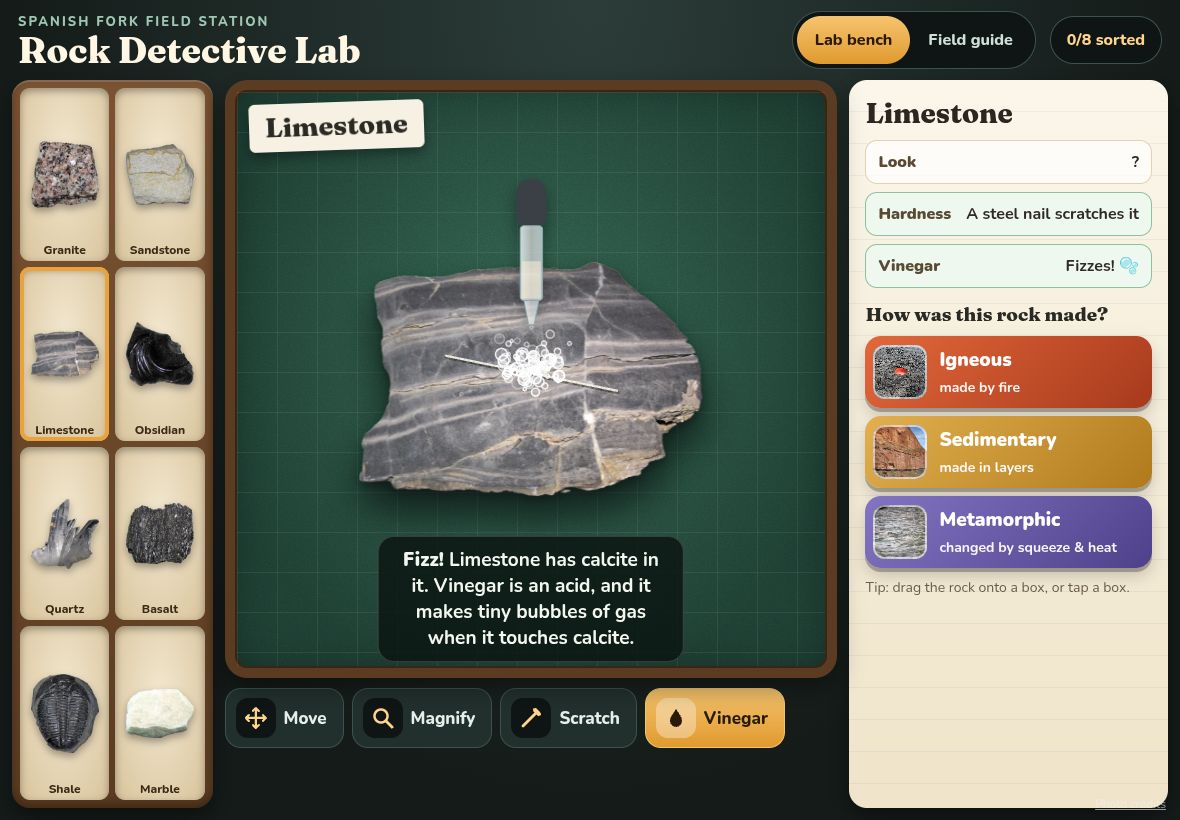 SPANISH FORK FIELD STATION
Rock Detective Lab
Lab bench
Field guide
0/8 sorted
Granite
Sandstone
Limestone
Obsidian
Quartz
Basalt
Shale
Marble
Limestone
Fizz! Limestone has calcite in
it. Vinegar is an acid, and it
makes tiny bubbles of gas
when it touches calcite.
Move
Magnify
Scratch
Vinegar
Limestone
Look ?
Hardness A steel nail scratches it
Vinegar Fizzes! 🫧
How was this rock made?
Igneous
made by fire
Sedimentary
made in layers
Metamorphic
changed by squeeze & heat
Tip: drag the rock onto a box, or tap a box.